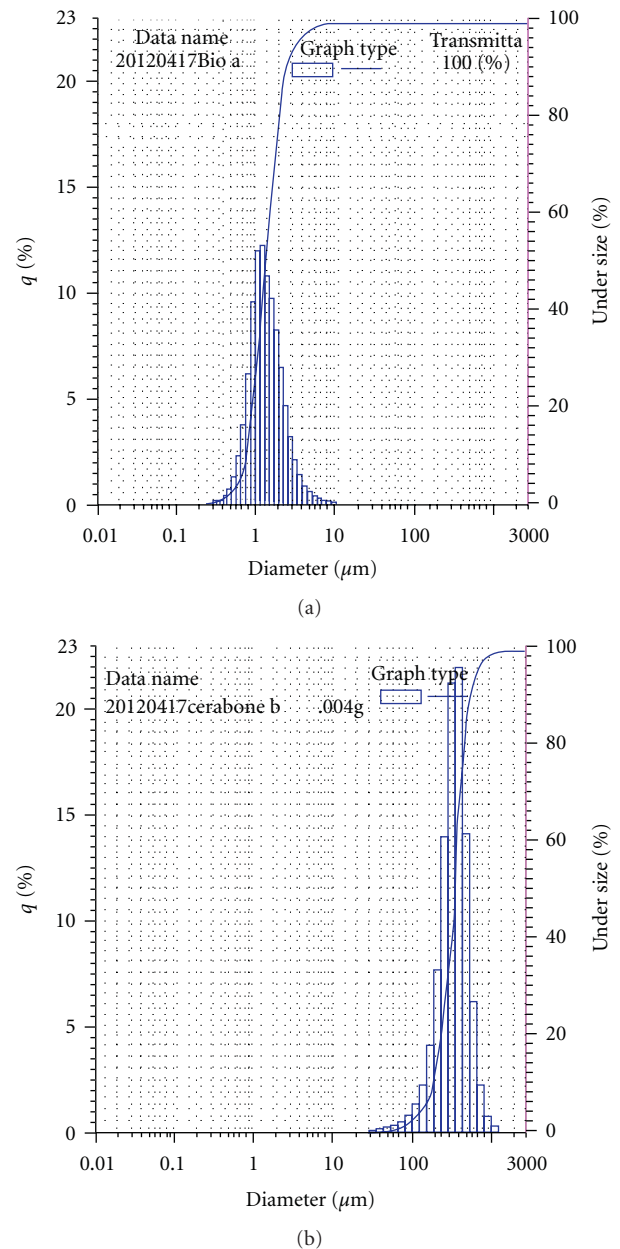 Data name
20120417Bio a
Graph type
Transmitta
100 (%)
23
20
15
10
5
0
q (%)
100
80
60
40
20
0
Under size (%)
0.01 0.1 1 10 100 3000
Diameter (μm)
(a)
Data name
20120417cerabone b .004g
Graph type
23
20
15
10
5
0
q (%)
100
80
60
40
20
0
Under size (%)
0.01 0.1 1 10 100 3000
Diameter (μm)
(b)